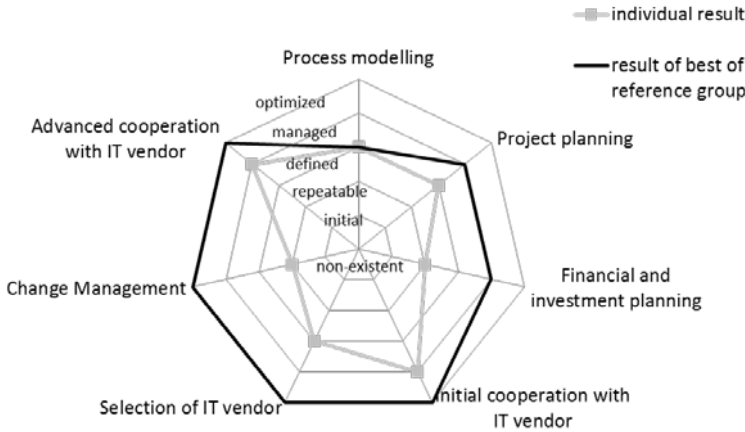 individual result
result of best of
reference group
Process modelling
optimized
managed
defined
repeatable
initial
non-existent
Advanced cooperation
with IT vendor
Project planning
Change Management
Financial and
investment planning
Selection of IT vendor
Initial cooperation with
IT vendor